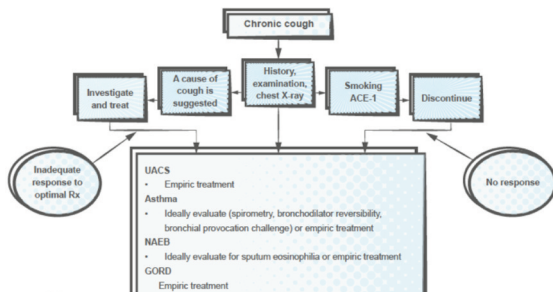 Chronic cough
Investigate
and treat
A cause of
cough is
suggested
History,
examination,
chest X-ray
Smoking
ACE-1
Discontinue
Inadequate
response to
optimal Rx
No response
UACS
• Empiric treatment
Asthma
• Ideally evaluate (spirometry, bronchodilator reversibility,
bronchial provocation challenge) or empiric treatment
NAEB
• Ideally evaluate for sputum eosinophilia or empiric treatment
GORD
Empiric treatment